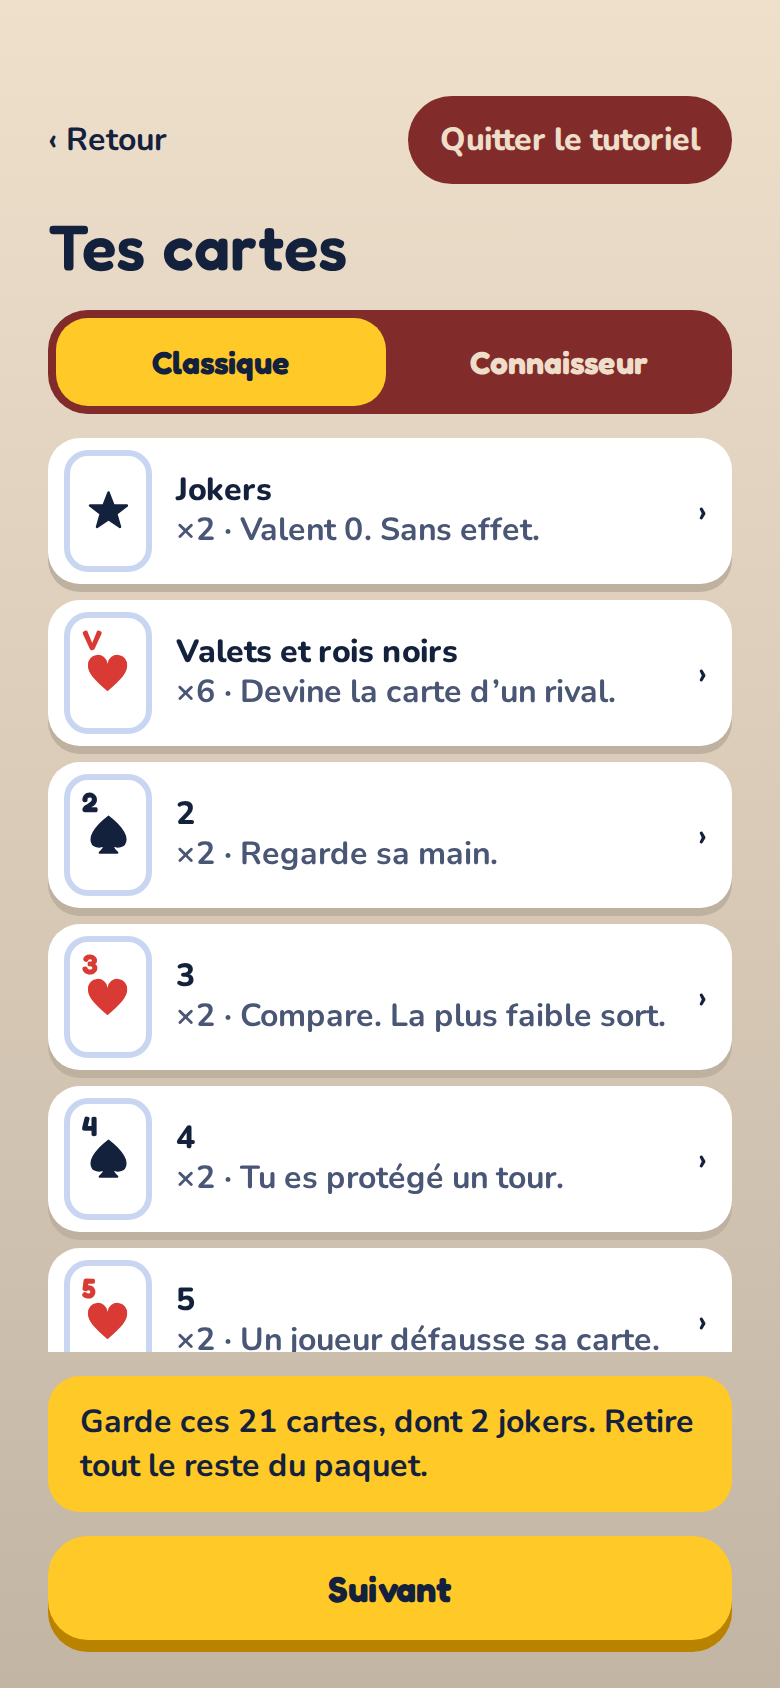 ‹ Retour
Quitter le tutoriel
Tes cartes
Classique
Connaisseur
Jokers
×2 · Valent 0. Sans effet.
›
V
Valets et rois noirs
×6 · Devine la carte d’un rival.
›
2
2
×2 · Regarde sa main.
›
3
3
×2 · Compare. La plus faible sort.
›
4
4
×2 · Tu es protégé un tour.
›
5
5
×2 · Un joueur défausse sa carte.
›
Garde ces 21 cartes, dont 2 jokers. Retire
tout le reste du paquet.
Suivant